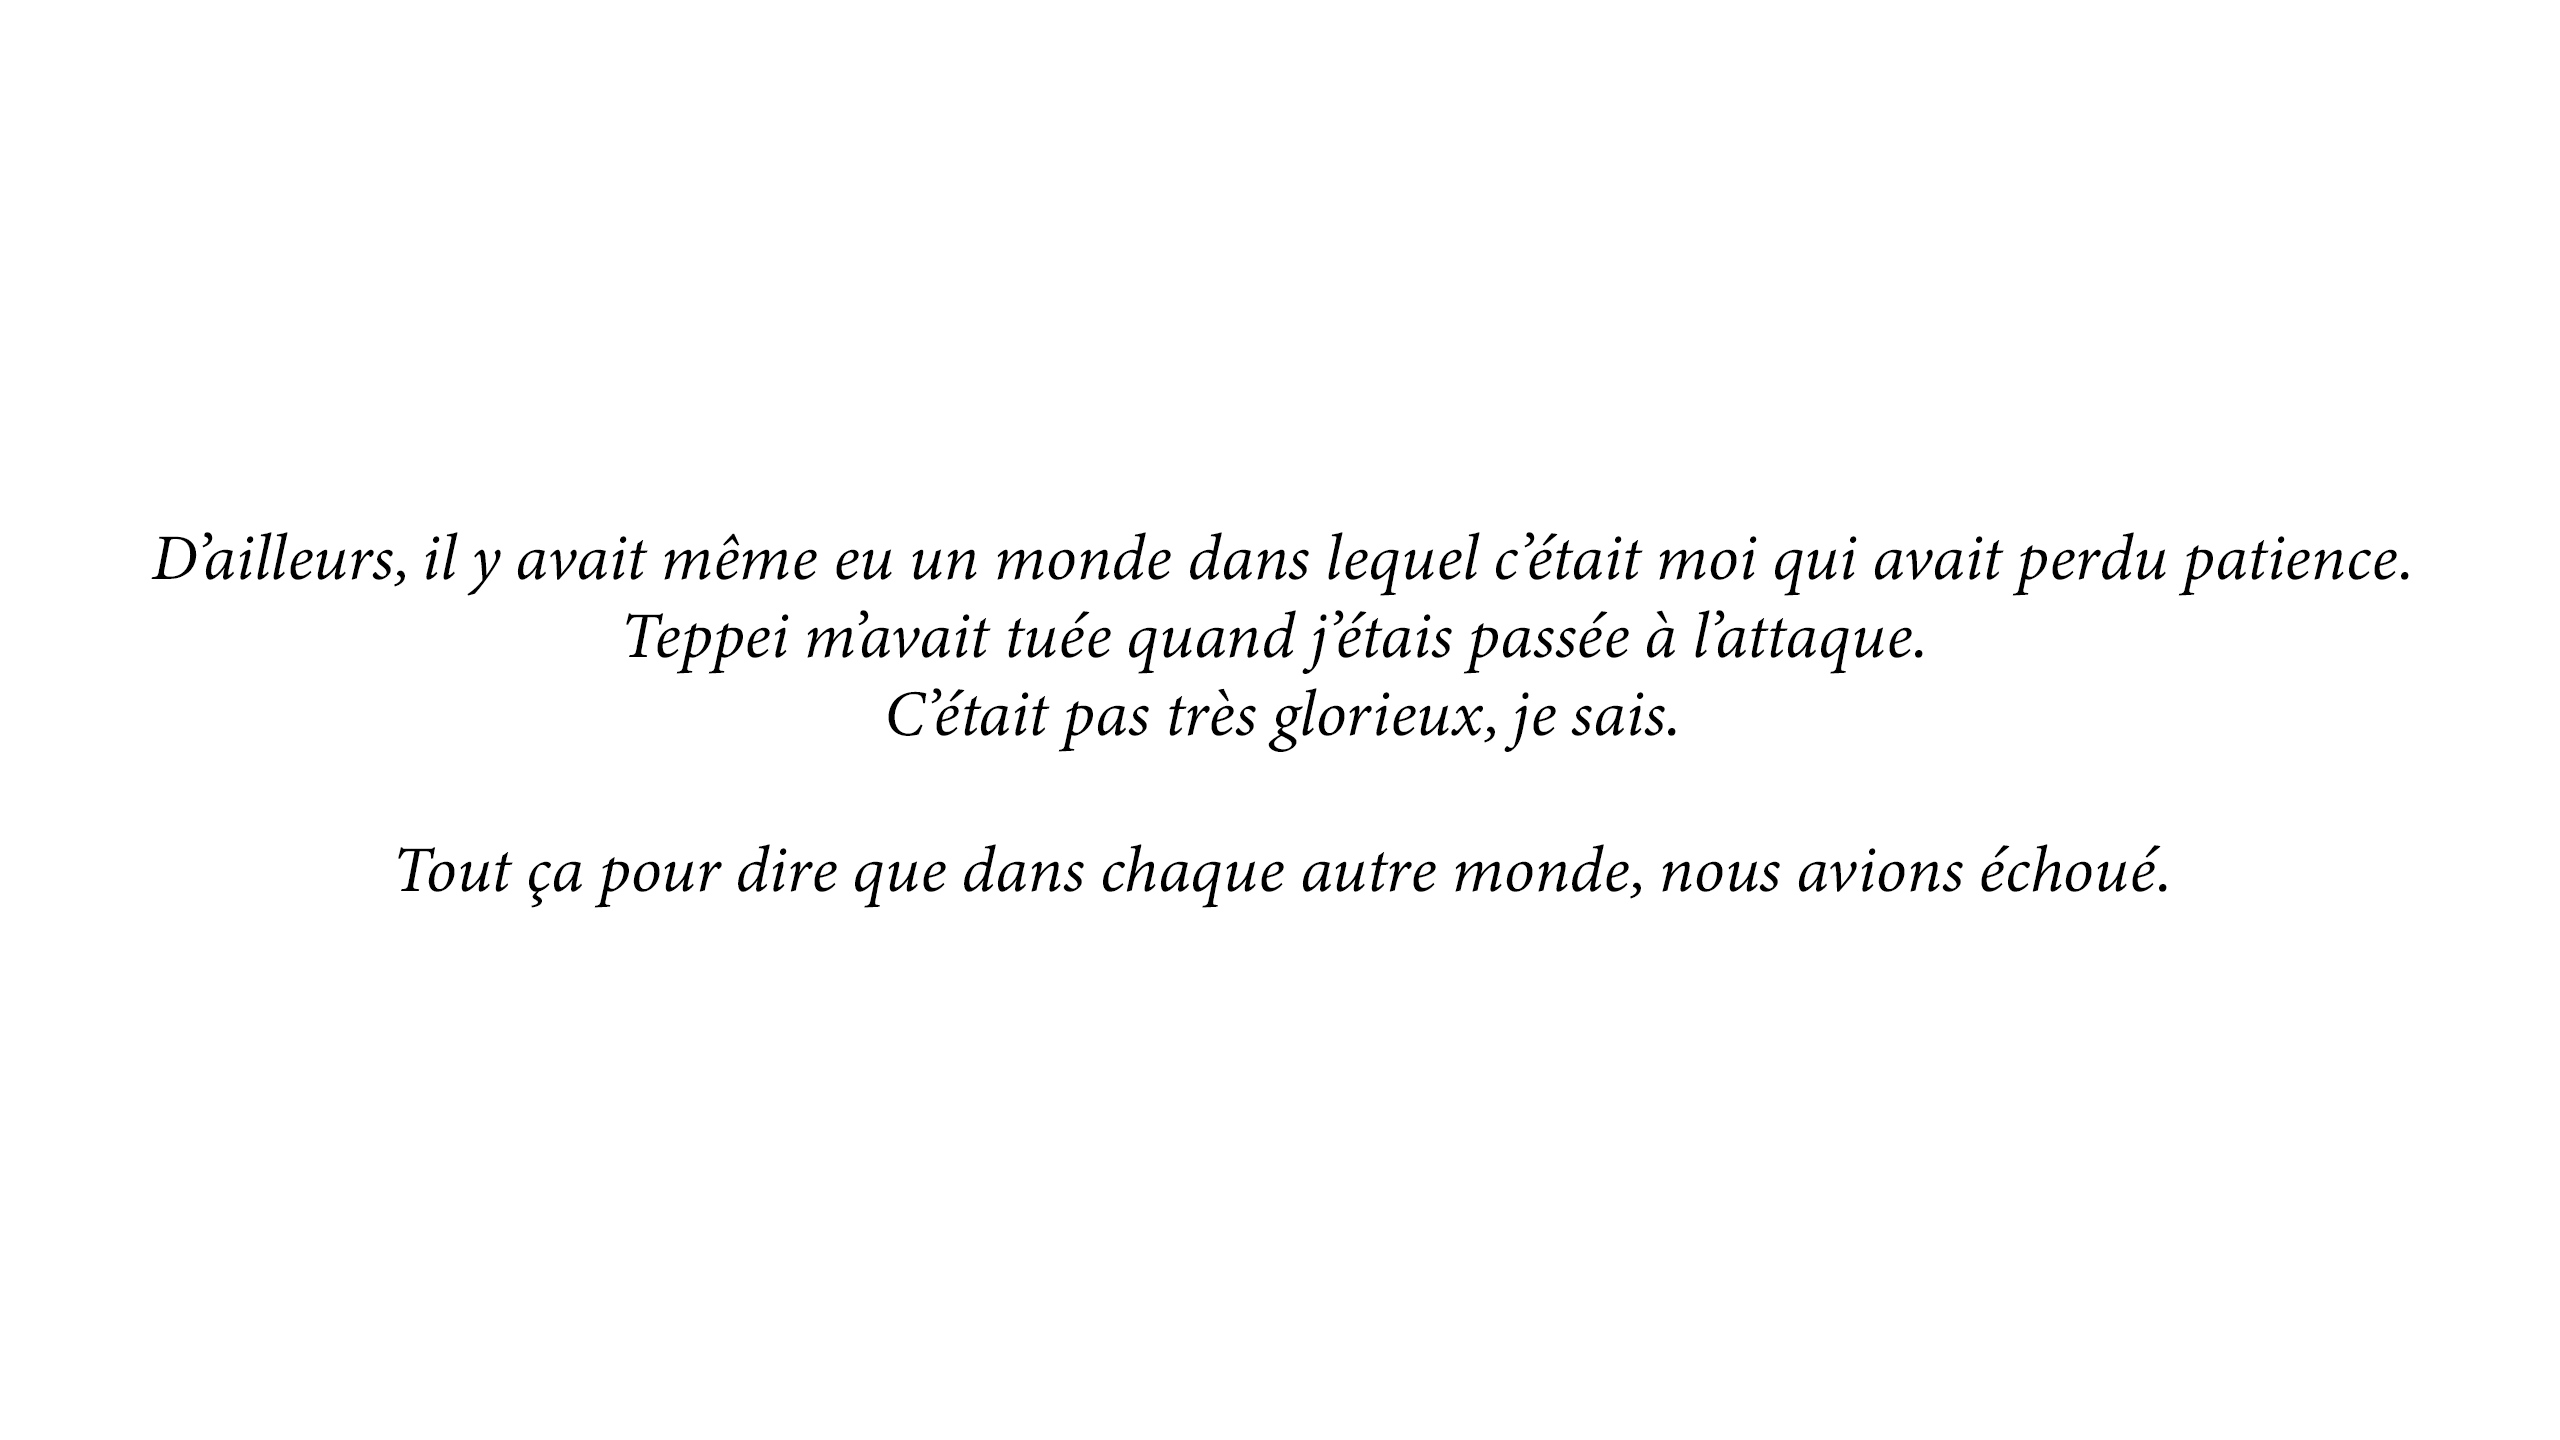 D’ailleurs, il y avait même eu un monde dans lequel c’était moi qui avait perdu patience.
Teppei m’avait tuée quand j’étais passée à l’attaque.
C’était pas très glorieux, je sais.
Tout ça pour dire que dans chaque autre monde, nous avions échoué.